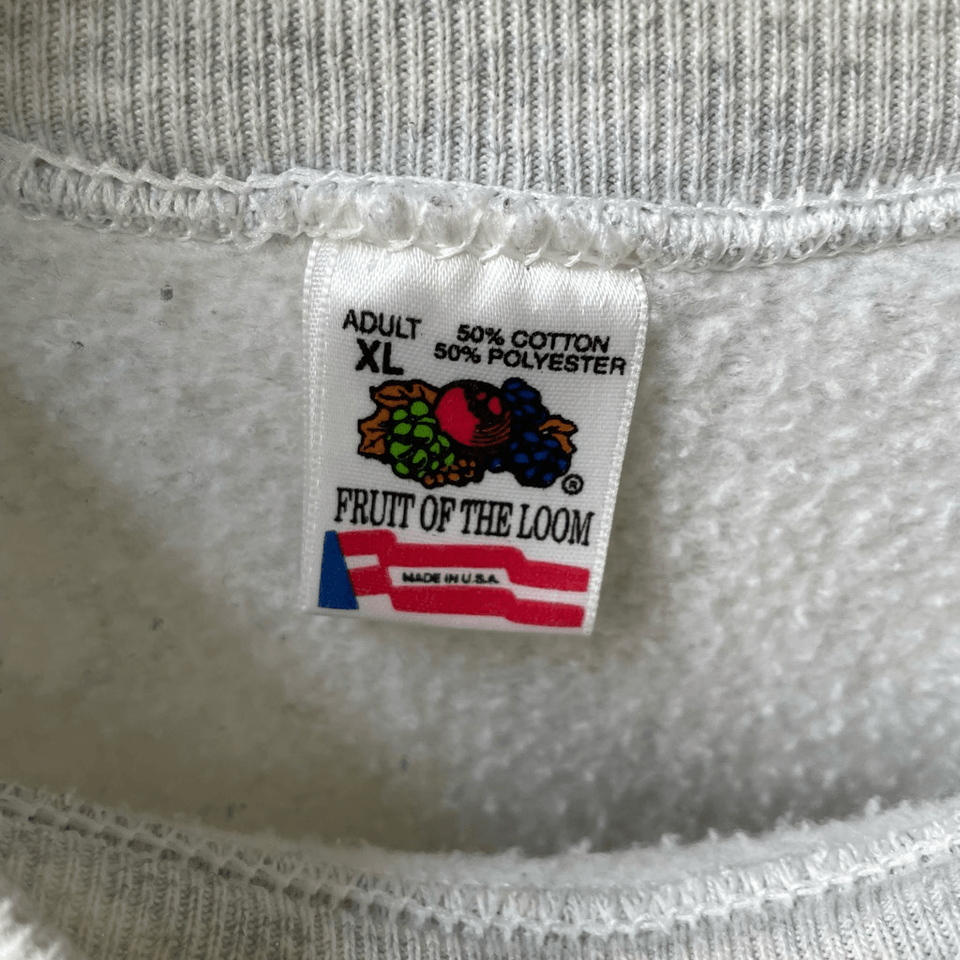 ADULT
XL
50% COTTON
50% POLYESTER
®
FRUIT OF THE LOOM
MADE IN U.S.A.